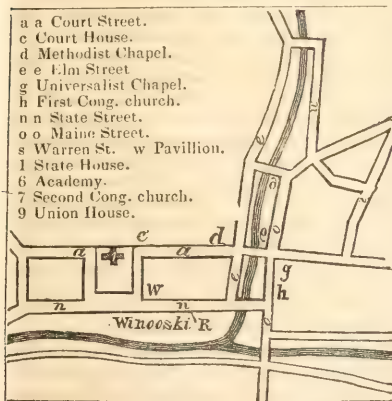 a a Court Street.
c Court House.
d Methodist Chapel.
e e Elm Street
g Universalist Chapel.
h First Cong. church.
n n State Street.
o o Maine Street.
s Warren St. w Pavillion.
1 State House.
6 Academy.
7 Second Cong. church.
9 Union House.
n
e
s
o
c d
a a 9 o
e g
w h
n n
o
Winooski R